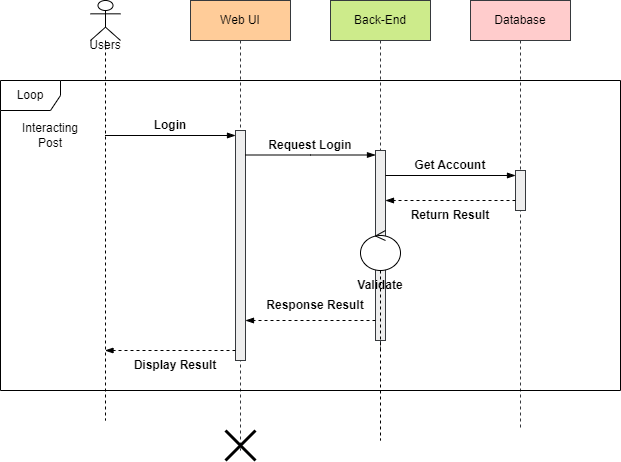 Users
Web UI
Back-End
Database
Loop
Interacting
Post
Login
Request Login
Get Account
Return Result
Validate
Response Result
Display Result